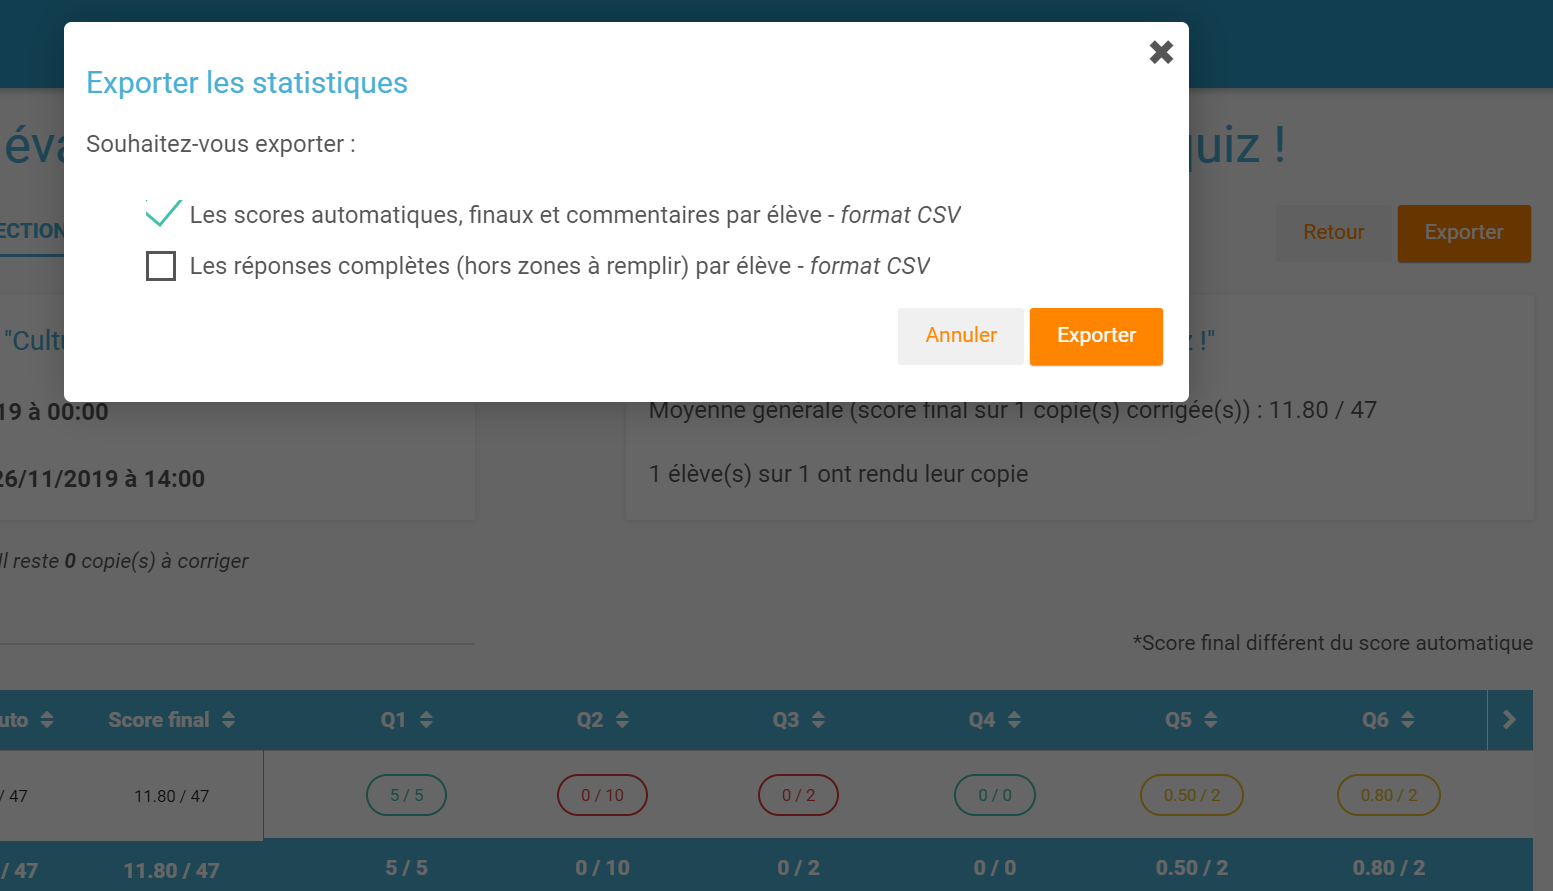 Exporter les statistiques
Souhaitez-vous exporter :
Les scores automatiques, finaux et commentaires par élève - format CSV
Les réponses complètes (hors zones à remplir) par élève - format CSV
Annuler Exporter
quiz !
ECTION
Retour Exporter
!"
19 à 00:00
Moyenne générale (score final sur 1 copie(s) corrigée(s)) : 11.80 / 47
26/11/2019 à 14:00
1 élève(s) sur 1 ont rendu leur copie
Il reste 0 copie(s) à corriger
*Score final différent du score automatique
uto Score final Q1 Q2 Q3 Q4 Q5 Q6
/ 47 11.80 / 47 5 / 5 0 / 10 0 / 2 0 / 0 0.50 / 2 0.80 / 2
/ 47 11.80 / 47 5 / 5 0 / 10 0 / 2 0 / 0 0.50 / 2 0.80 / 2